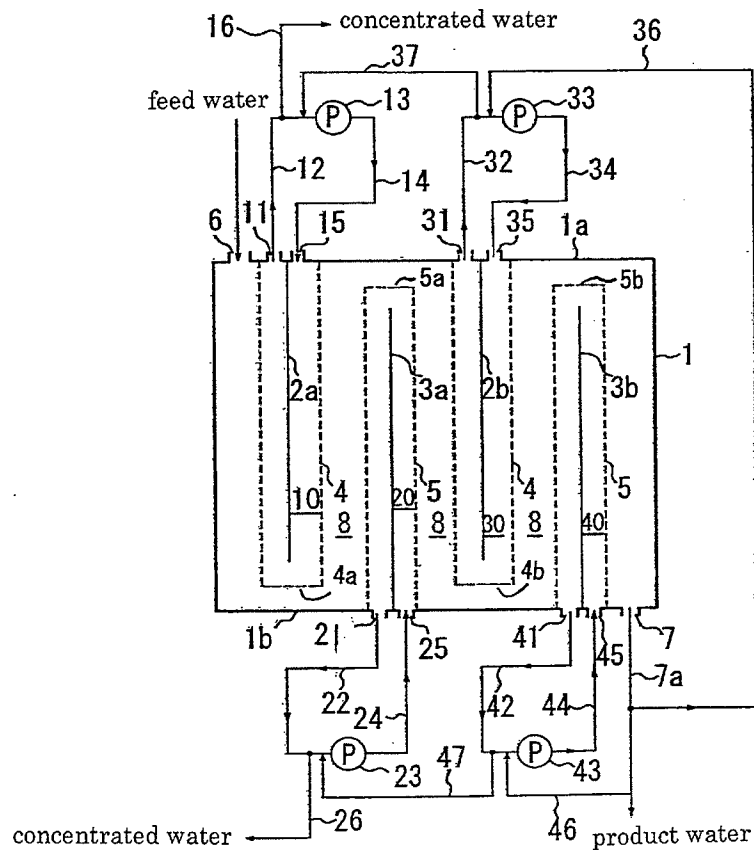 16
concentrated water
37
36
feed water
P
13
P
33
12
14
32
34
6
11
15
31
35
1a
5a
5b
1
2a
3a
2b
3b
4
5
4
5
10
8
20
8
30
8
40
4a
4b
1b
21
25
41
45
7
22
24
42
44
7a
P
23
47
P
43
26
46
concentrated water
product water